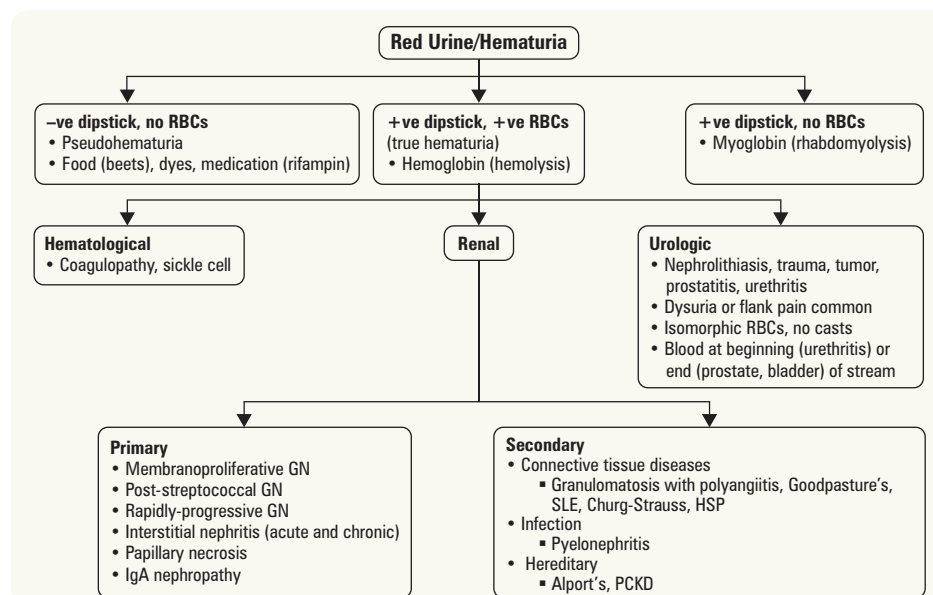 Red Urine/Hematuria
–ve dipstick, no RBCs
• Pseudohematuria
• Food (beets), dyes, medication (rifampin)
+ve dipstick, +ve RBCs
(true hematuria)
• Hemoglobin (hemolysis)
+ve dipstick, no RBCs
• Myoglobin (rhabdomyolysis)
Hematological
• Coagulopathy, sickle cell
Renal
Urologic
• Nephrolithiasis, trauma, tumor,
prostatitis, urethritis
• Dysuria or flank pain common
• Isomorphic RBCs, no casts
• Blood at beginning (urethritis) or
end (prostate, bladder) of stream
Primary
• Membranoproliferative GN
• Post-streptococcal GN
• Rapidly-progressive GN
• Interstitial nephritis (acute and chronic)
• Papillary necrosis
• IgA nephropathy
Secondary
• Connective tissue diseases
▪ Granulomatosis with polyangiitis, Goodpasture's,
SLE, Churg-Strauss, HSP
• Infection
▪ Pyelonephritis
• Hereditary
▪ Alport's, PCKD